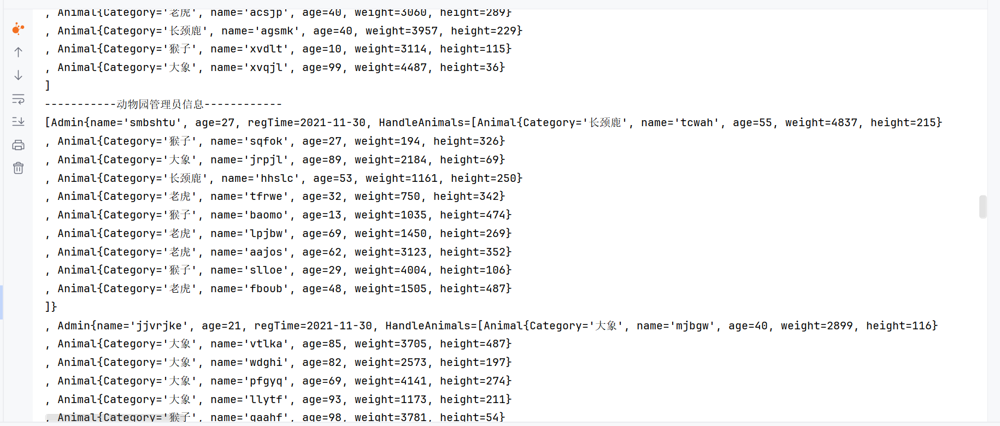 , Animal{Category='老虎', name='acsjp', age=40, weight=3060, height=289}
, Animal{Category='长颈鹿', name='agsmk', age=40, weight=3957, height=229}
, Animal{Category='猴子', name='xvdlt', age=10, weight=3114, height=115}
, Animal{Category='大象', name='xvqjl', age=99, weight=4487, height=36}
]
-----------动物园管理员信息------------
[Admin{name='smbshtu', age=27, regTime=2021-11-30, HandleAnimals=[Animal{Category='长颈鹿', name='tcwah', age=55, weight=4837, height=215}
, Animal{Category='猴子', name='sqfok', age=27, weight=194, height=326}
, Animal{Category='大象', name='jrpjl', age=89, weight=2184, height=69}
, Animal{Category='长颈鹿', name='hhslc', age=53, weight=1161, height=250}
, Animal{Category='老虎', name='tfrwe', age=32, weight=750, height=342}
, Animal{Category='猴子', name='baomo', age=13, weight=1035, height=474}
, Animal{Category='老虎', name='lpjbw', age=69, weight=1450, height=269}
, Animal{Category='老虎', name='aajos', age=62, weight=3123, height=352}
, Animal{Category='猴子', name='slloe', age=29, weight=4004, height=106}
, Animal{Category='老虎', name='fboub', age=48, weight=1505, height=487}
]}
, Admin{name='jjvrjke', age=21, regTime=2021-11-30, HandleAnimals=[Animal{Category='大象', name='mjbgw', age=40, weight=2899, height=116}
, Animal{Category='大象', name='vtlka', age=85, weight=3705, height=487}
, Animal{Category='大象', name='wdghi', age=82, weight=2573, height=197}
, Animal{Category='大象', name='pfgyq', age=69, weight=4141, height=274}
, Animal{Category='大象', name='llytf', age=93, weight=1173, height=211}
, Animal{Category='猴子', age=98, weight=3781, height=54}